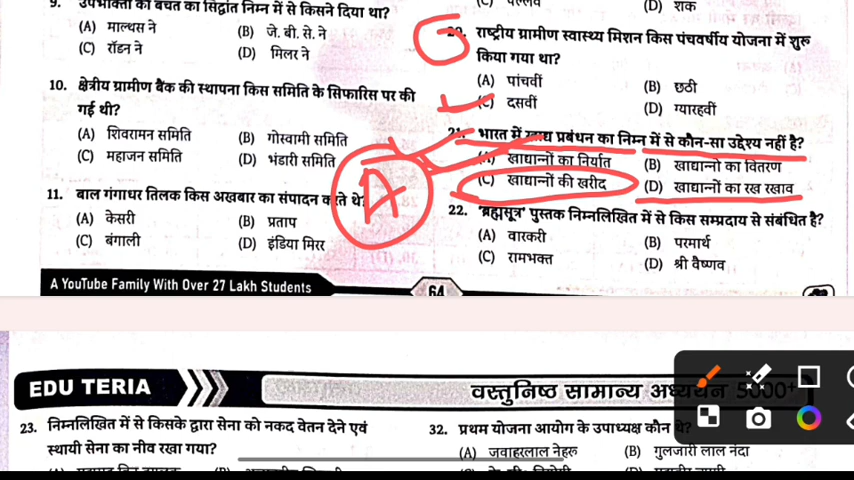 9. उपभोक्ता की बचत का सिद्धांत निम्न में से किसने दिया था?
(A) माल्थस ने (B) जे. बी. से. ने
(C) रॉडन ने (D) मिलर ने
10. क्षेत्रीय ग्रामीण बैंक की स्थापना किस समिति के सिफारिस पर की
गई थी?
(A) शिवरामन समिति (B) गोस्वामी समिति
(C) महाजन समिति (D) भंडारी समिति
11. बाल गंगाधर तिलक किस अखबार का संपादन करते थे?
(A) केसरी (B) प्रताप
(C) बंगाली (D) इंडिया मिरर
A YouTube Family With Over 27 Lakh Students
64
(C) पल्लव (D) शक
20. राष्ट्रीय ग्रामीण स्वास्थ्य मिशन किस पंचवर्षीय योजना में शुरू
किया गया था?
(A) पांचवीं (B) छठी
(C) दसवीं (D) ग्यारहवीं
21. भारत में खाद्य प्रबंधन का निम्न में से कौन-सा उद्देश्य नहीं है?
(A) खाद्यान्नों का निर्यात (B) खाद्यानो का वितरण
(C) खाद्यान्नों की खरीद (D) खाद्यान्नों का रख रखाव
A
22. 'ब्रह्मसूत्र' पुस्तक निम्नलिखित में से किस सम्प्रदाय से संबंधित है?
(A) वारकरी (B) परमार्थ
(C) रामभक्त (D) श्री वैष्णव
EDU TERIA
वस्तुनिष्ठ सामान्य अध्ययन 5000+
23. निम्नलिखित में से किसके द्वारा सेना को नकद वेतन देने एवं
स्थायी सेना का नीव रखा गया?
32. प्रथम योजना आयोग के उपाध्यक्ष कौन थे?
(A) जवाहरलाल नेहरू (B) गुलजारी लाल नंदा